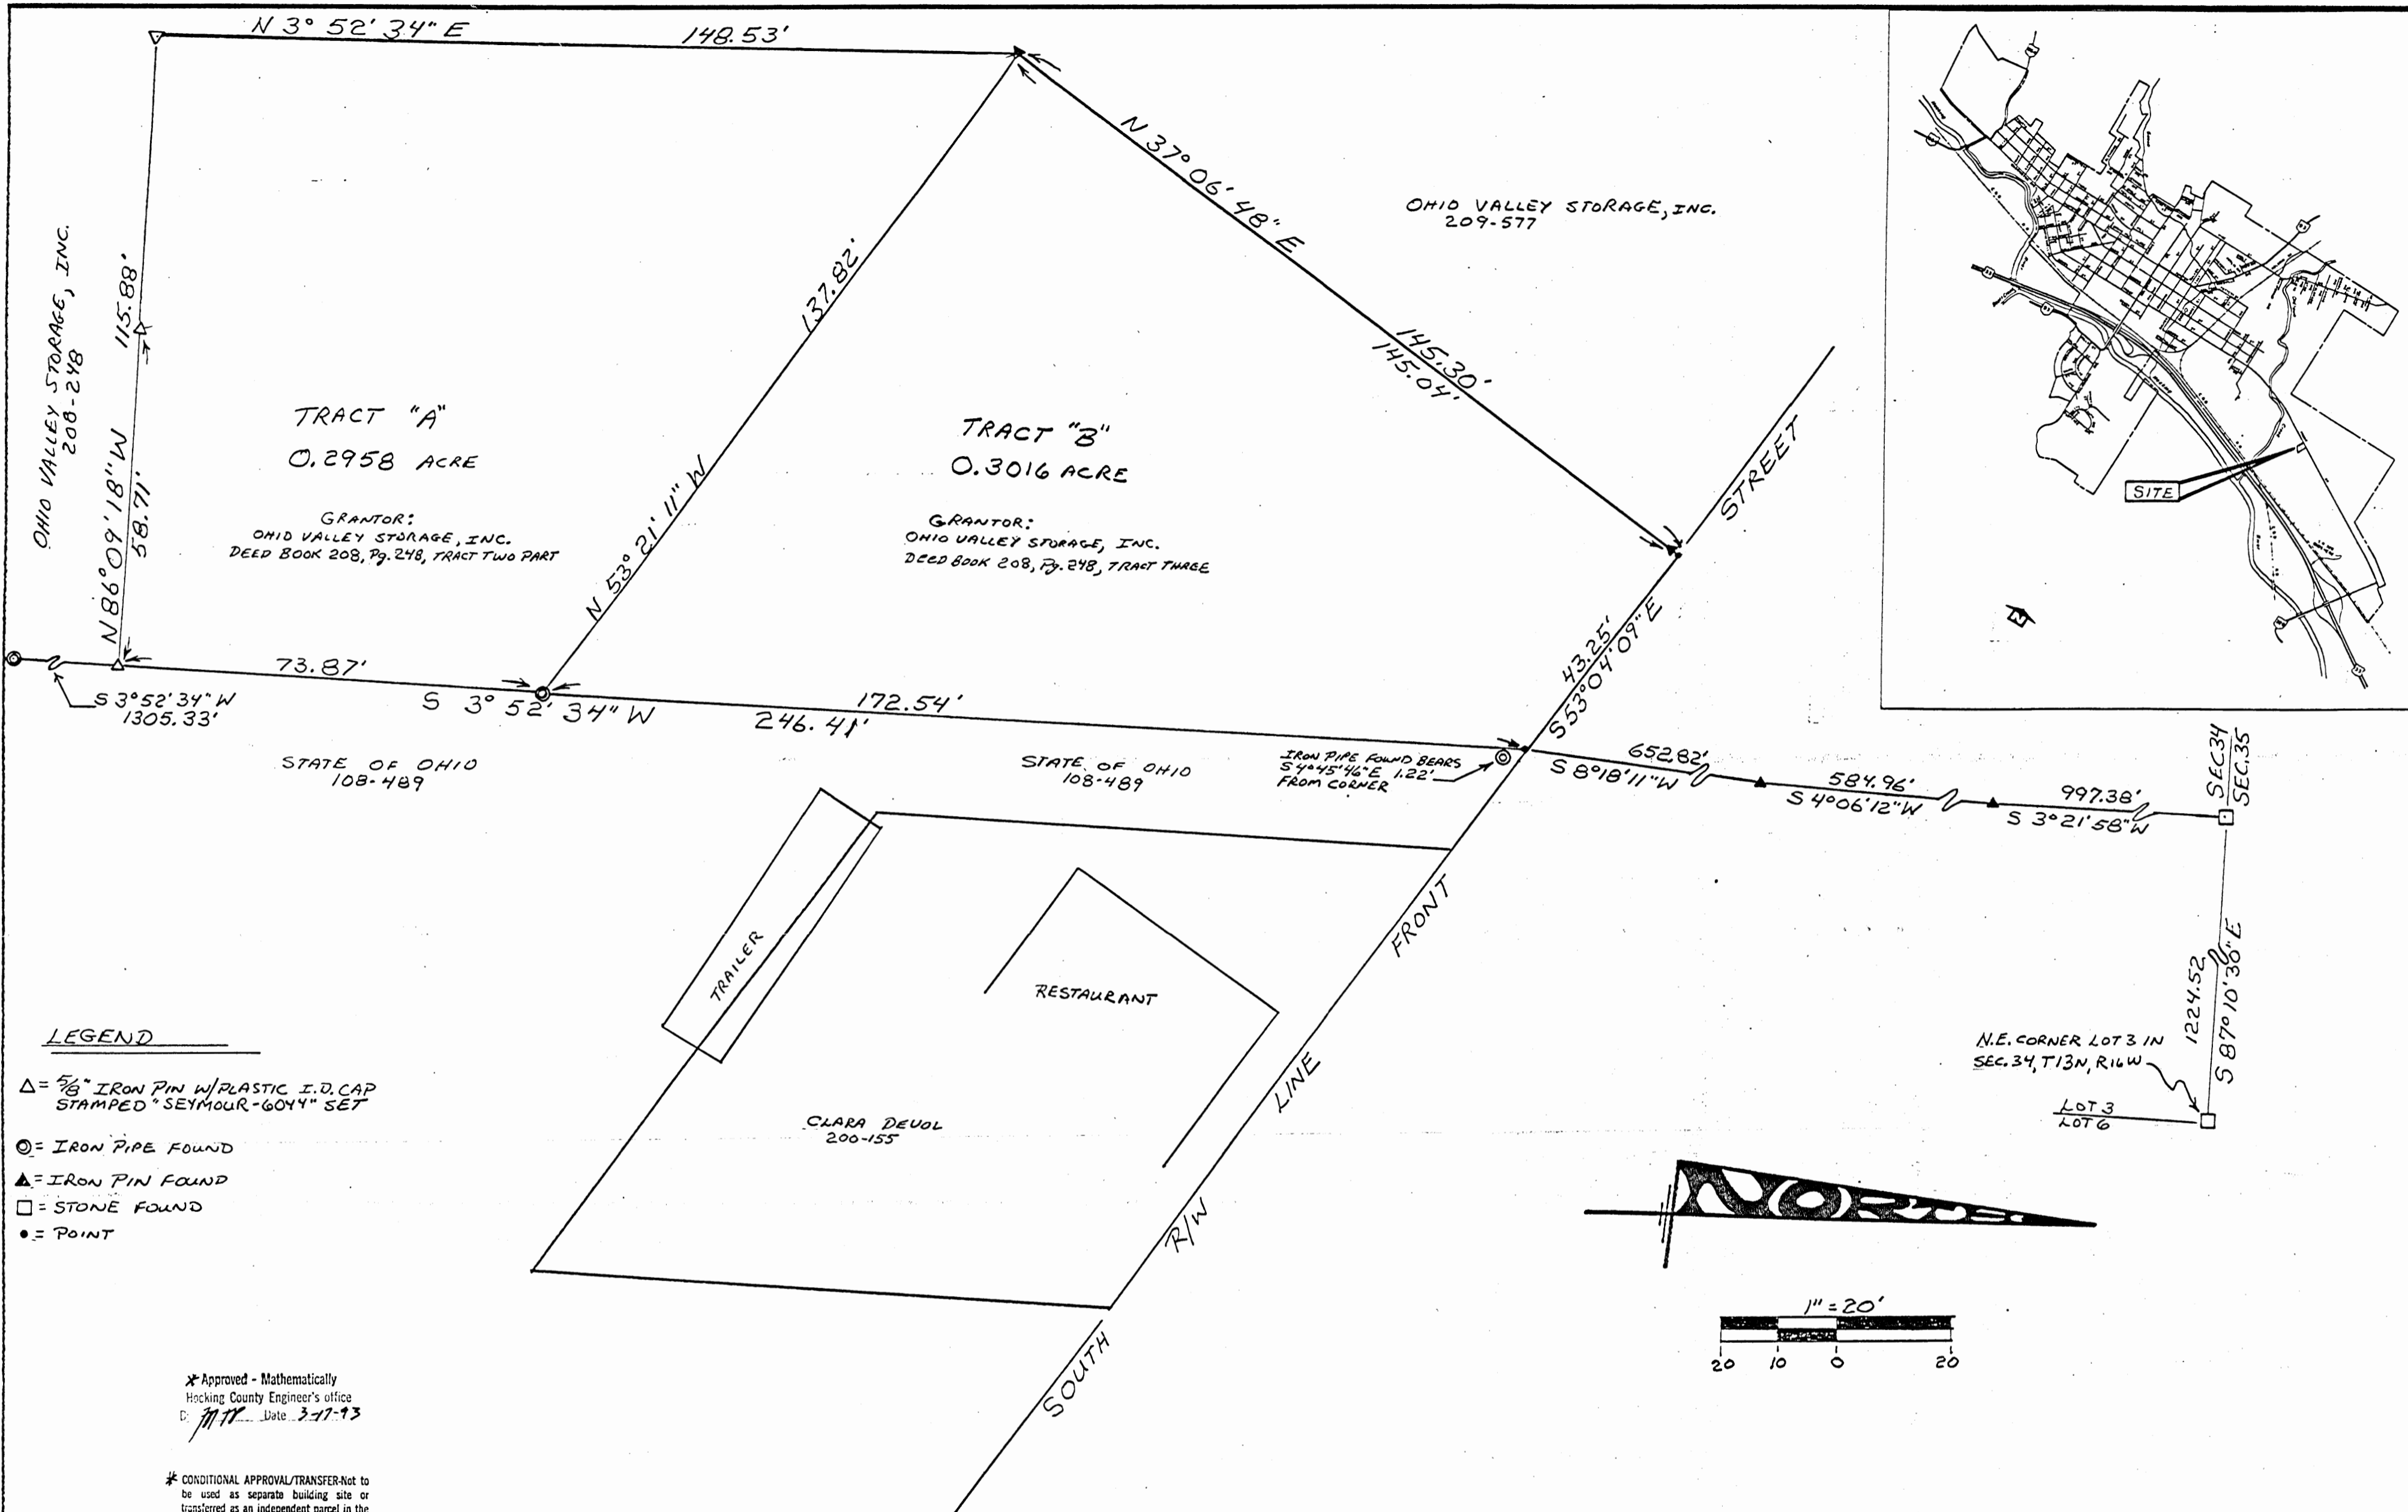 N 3° 52' 34" E 148.53'
OHIO VALLEY STORAGE, INC.
208-248
115.88'
N 86° 09' 18" W
58.71'
TRACT "A"
0.2958 ACRE
GRANTOR:
OHIO VALLEY STORAGE, INC.
DEED BOOK 208, Pg. 248, TRACT TWO PART
137.82'
N 53° 21' 11" W
TRACT "B"
0.3016 ACRE
GRANTOR:
OHIO VALLEY STORAGE, INC.
DEED BOOK 208, Pg. 248, TRACT THREE
N 37° 06' 48" E
145.30'
145.04'
OHIO VALLEY STORAGE, INC.
209-577
SITE
STREET
43.25'
S 53° 04' 09" E
73.87'
S 3° 52' 34" W
1305.33'
S 3° 52' 34" W
172.54'
246.41'
STATE OF OHIO
108-489
STATE OF OHIO
108-489
IRON PIPE FOUND BEARS
S 4° 45' 46" E 1.22'
FROM CORNER
652.82'
S 8° 18' 11" W
584.96'
S 4° 06' 12" W
997.38'
S 3° 21' 58" W
SEC. 34
SEC. 35
1224.52
S 87° 10' 30" E
N.E. CORNER LOT 3 IN
SEC. 34, T13N, R16W
LOT 3
LOT 6
TRAILER
RESTAURANT
CLARA DEVOL
200-155
FRONT
LINE
R/W
SOUTH
LEGEND
△ = 5/8" IRON PIN W/PLASTIC I.D. CAP
STAMPED "SEYMOUR-6044" SET
◎ = IRON PIPE FOUND
▲ = IRON PIN FOUND
□ = STONE FOUND
• = POINT
NORTH
1" = 20'
20 10 0 20
* Approved - Mathematically
Hocking County Engineer's office
Date 3-17-93
* CONDITIONAL APPROVAL/TRANSFER-Not to
be used as separate building site or
transferred as an independent parcel in the